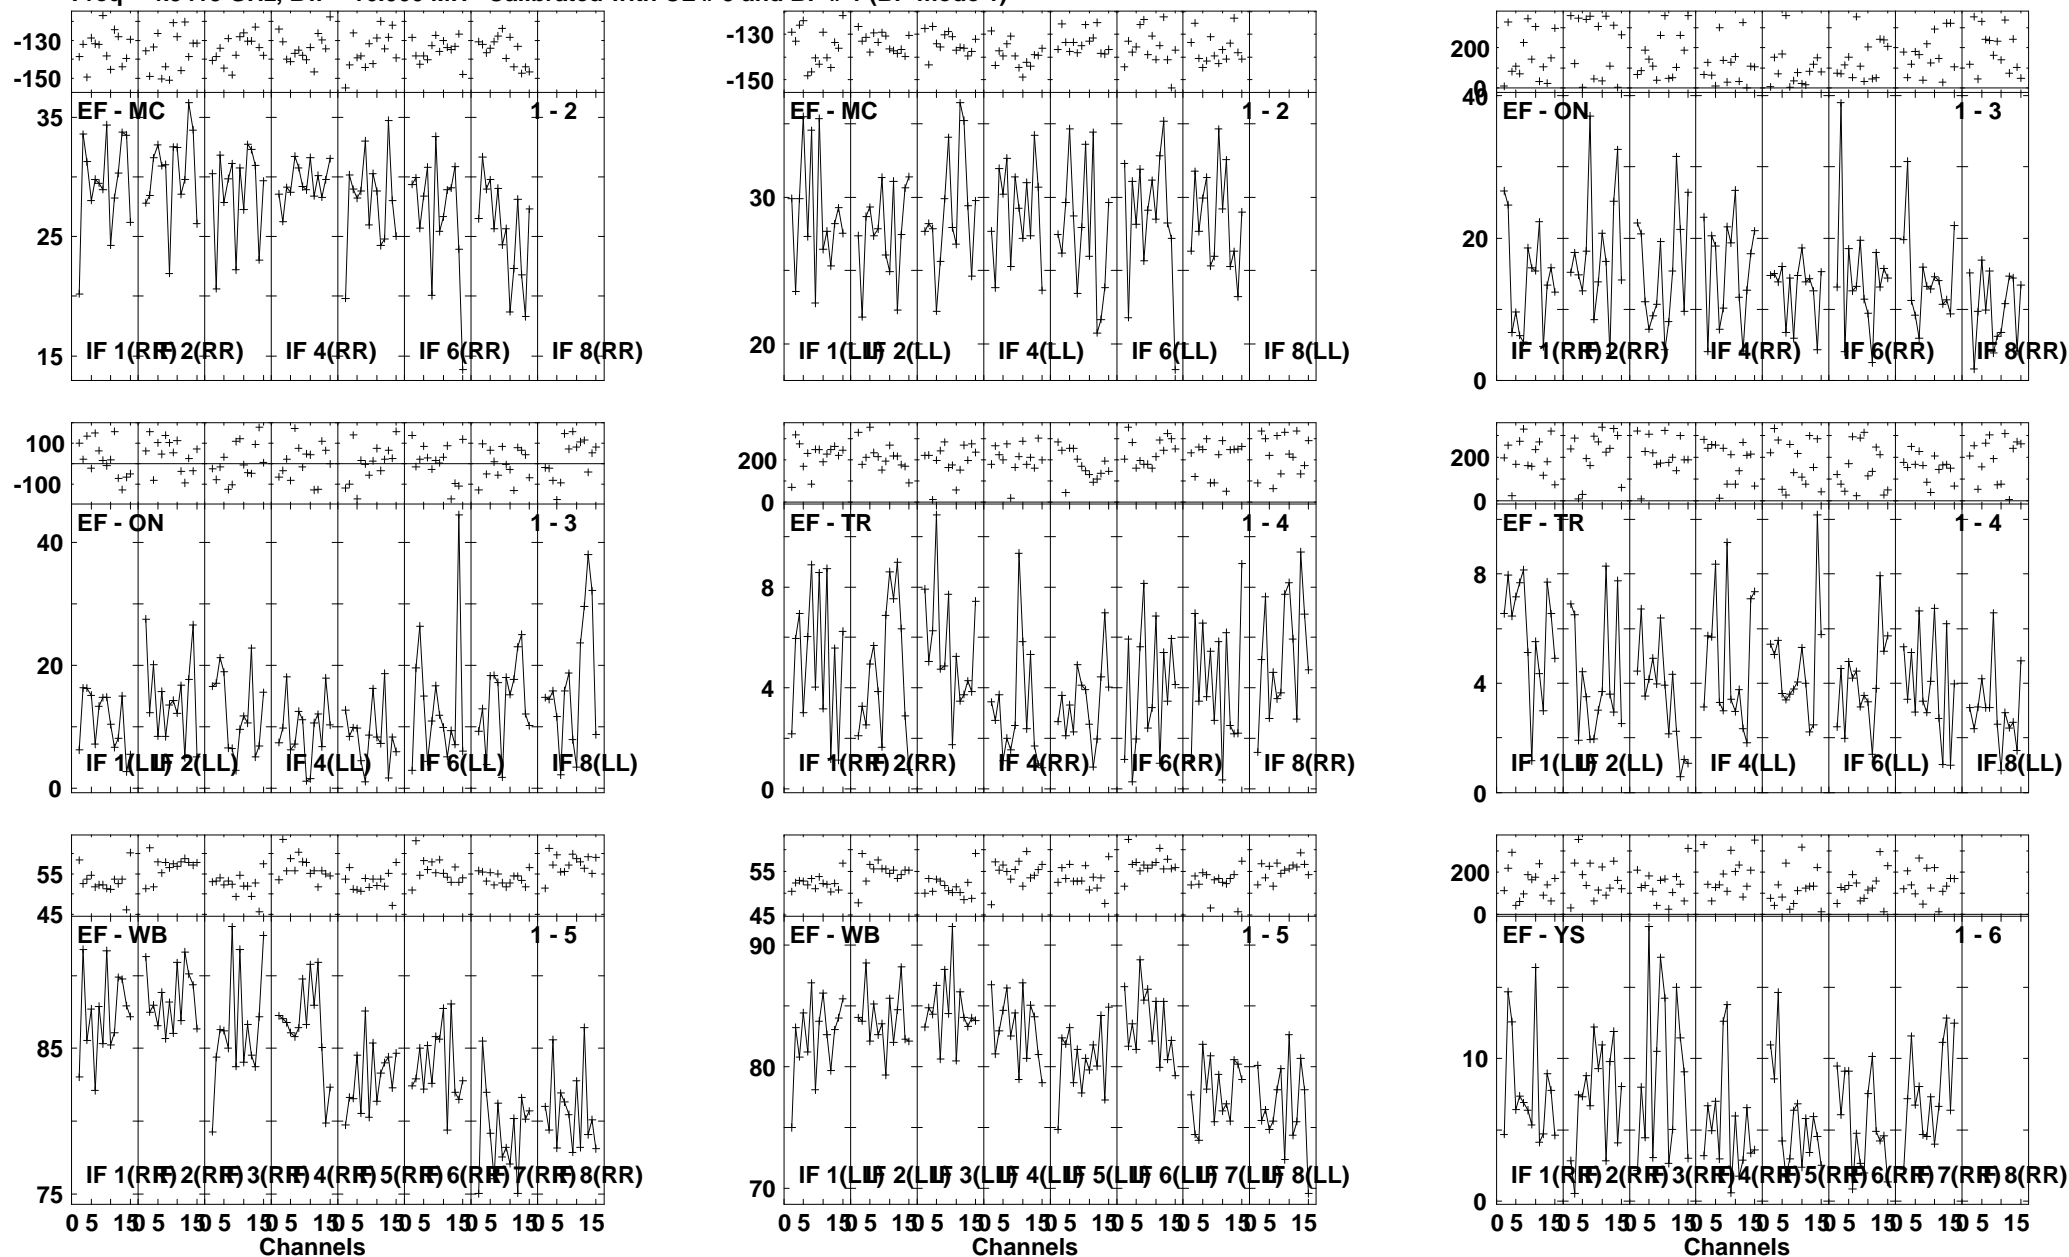 Freq GHz, Calibrated with CL # and BP # (BP mode
-130
-150
35
25
15
EF - MC 1 - 2
IF 1(RR) IF 2(RR) IF 4(RR) IF 6(RR) IF 8(RR)
-130
-150
30
20
EF - MC 1 - 2
IF 1(LL) IF 2(LL) IF 4(LL) IF 6(LL) IF 8(LL)
200
0
40
20
0
EF - ON 1 - 3
IF 1(RR) IF 2(RR) IF 4(RR) IF 6(RR) IF 8(RR)
100
-100
40
20
0
EF - ON 1 - 3
IF 1(LL) IF 2(LL) IF 4(LL) IF 6(LL) IF 8(LL)
200
0
8
4
0
EF - TR 1 - 4
IF 1(RR) IF 2(RR) IF 4(RR) IF 6(RR) IF 8(RR)
200
0
8
4
0
EF - TR 1 - 4
IF 1(LL) IF 2(LL) IF 4(LL) IF 6(LL) IF 8(LL)
55
45
85
75
EF - WB 1 - 5
IF 1(RR) IF 2(RR) IF 3(RR) IF 4(RR) IF 5(RR) IF 6(RR) IF 7(RR) IF 8(RR)
0 5 15 0 5 15 0 5 15 0 5 15 0 5 15 0 5 15 0 5 15 0 5 15
Channels
55
45
90
80
70
EF - WB 1 - 5
IF 1(LL) IF 2(LL) IF 3(LL) IF 4(LL) IF 5(LL) IF 6(LL) IF 7(LL) IF 8(LL)
0 5 15 0 5 15 0 5 15 0 5 15 0 5 15 0 5 15 0 5 15 0 5 15
Channels
200
0
10
0
EF - YS 1 - 6
IF 1(RR) IF 2(RR) IF 3(RR) IF 4(RR) IF 5(RR) IF 6(RR) IF 7(RR) IF 8(RR)
0 5 15 0 5 15 0 5 15 0 5 15 0 5 15 0 5 15 0 5 15 0 5 15
Channels